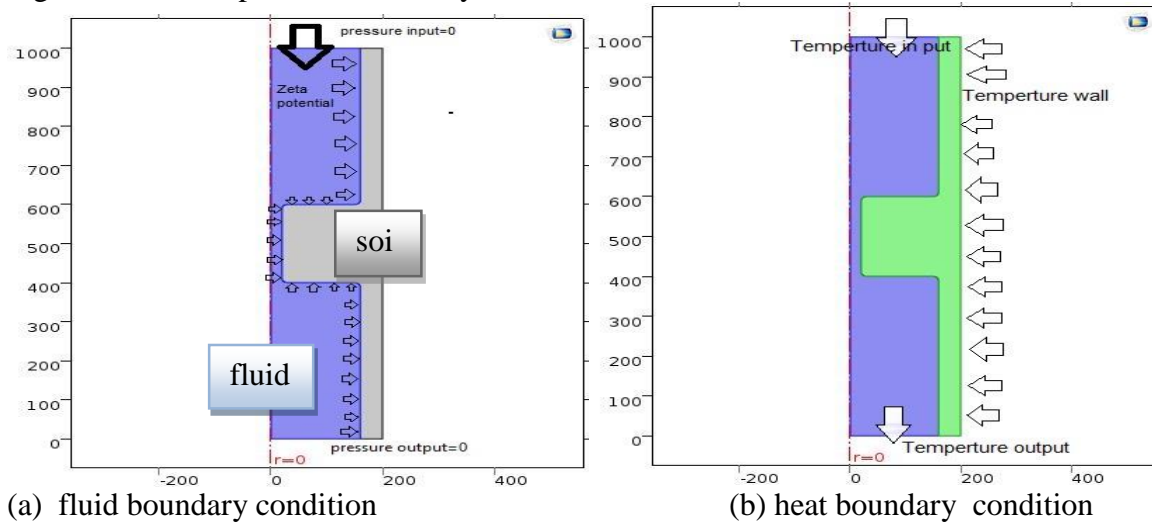 pressure input=0
1000
Zeta
potential
900
800
700
600
500
400
300
200
100
0
soi
fluid
pressure output=0
r=0
-200
0
200
400
(a) fluid boundary condition
Temperture in put
1000
Temperture wall
900
800
700
600
500
400
300
200
100
0
Temperture output
r=0
-200
0
200
400
(b) heat boundary condition